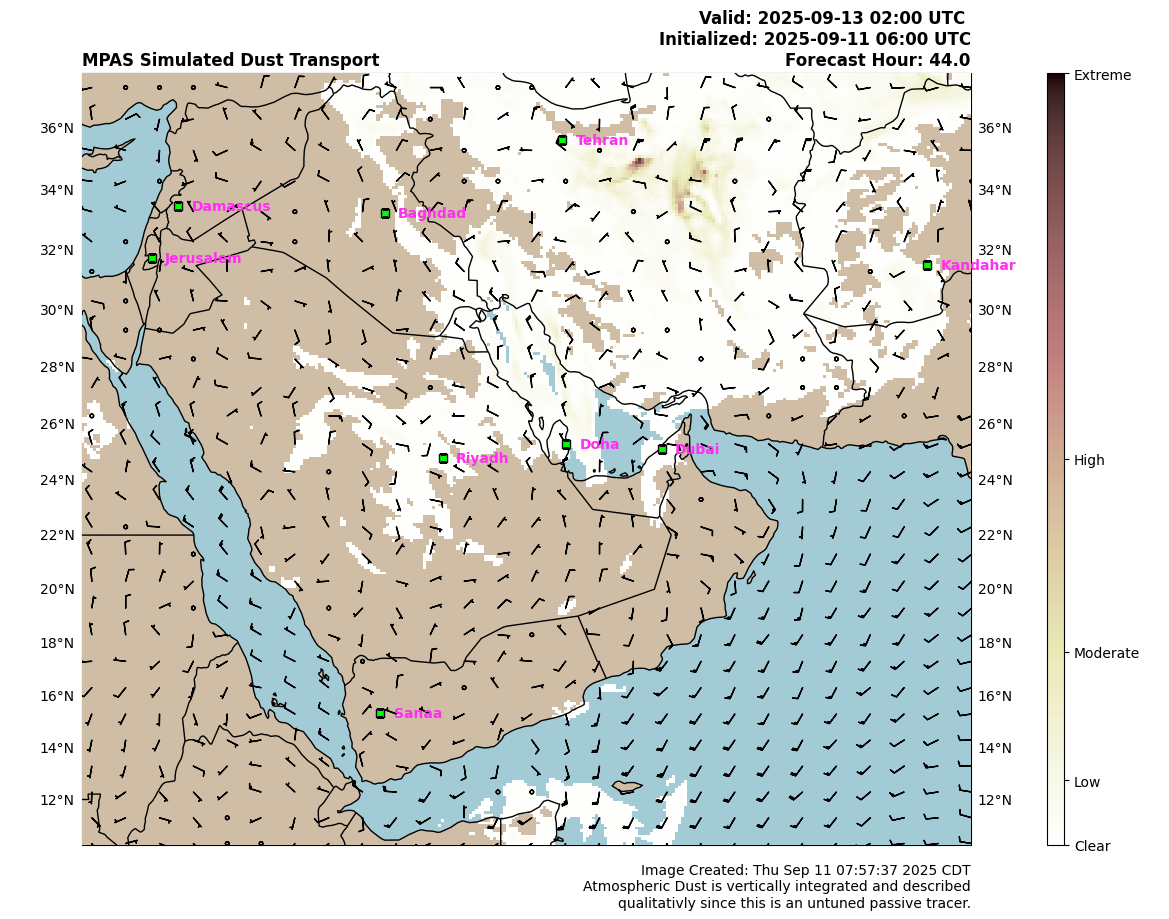 Valid: 2025-09-13 02:00 UTC
Initialized: 2025-09-11 06:00 UTC
MPAS Simulated Dust Transport
Forecast Hour: 44.0
Extreme
36°N
36°N
Tehran
34°N
34°N
Damascus
Baghdad
32°N
32°N
Jerusalem
Kandahar
30°N
30°N
28°N
28°N
26°N
26°N
Doha
Dubai
Riyadh
High
24°N
24°N
22°N
22°N
20°N
20°N
18°N
18°N
Moderate
16°N
16°N
Sanaa
14°N
14°N
Low
12°N
12°N
Clear
Image Created: Thu Sep 11 07:57:37 2025 CDT
Atmospheric Dust is vertically integrated and described
qualitativly since this is an untuned passive tracer.